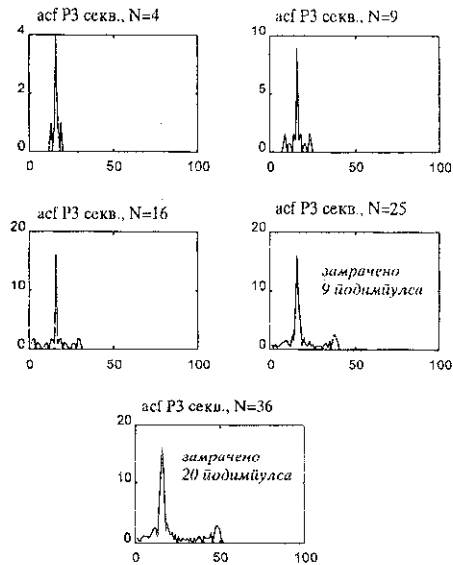 acf P3 секв., N=4
4
2
0
0 50 100
acf P3 секв., N=9
10
5
0
0 50 100
acf P3 секв., N=16
20
10
0
0 50 100
acf P3 секв., N=25
20
10
0
замрачено
9 йодимйулса
0 50 100
acf P3 секв., N=36
20
10
0
замрачено
20 йодимйулса
0 50 100